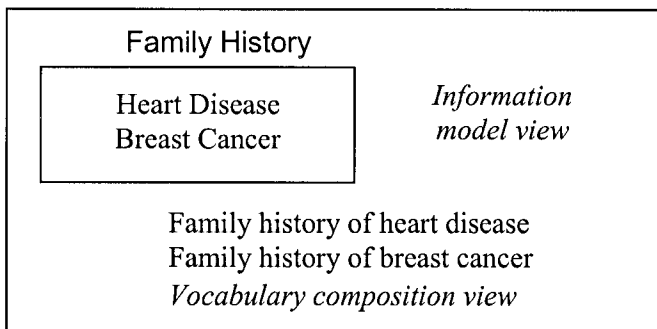 Family History
Heart Disease
Breast Cancer
Information
model view
Family history of heart disease
Family history of breast cancer
Vocabulary composition view